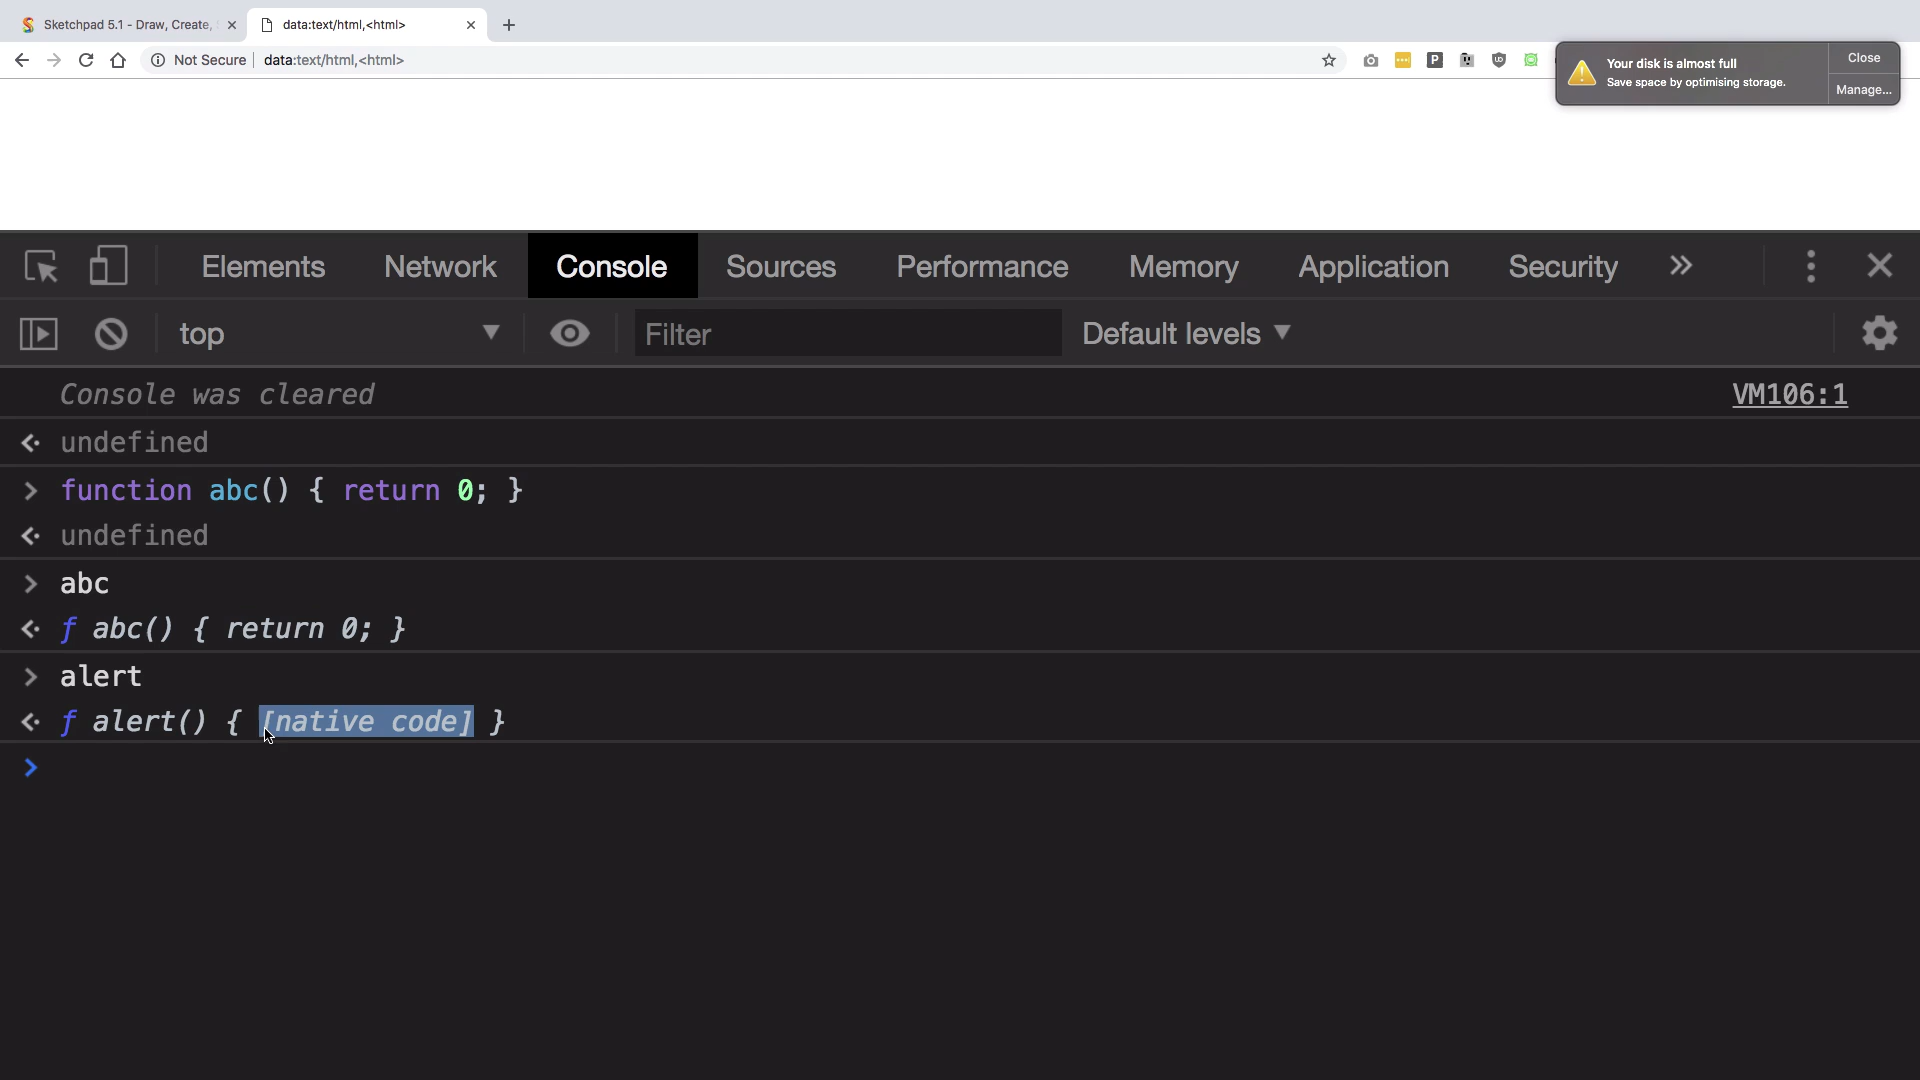 Sketchpad 5.1 - Draw, Create,
data:text/html,<html>
Not Secure
data:text/html,<html>
P
Your disk is almost full
Save space by optimising storage.
Close
Manage...
Elements
Network
Console
Sources
Performance
Memory
Application
Security
top
Filter
Default levels
Console was cleared
VM106:1
undefined
function abc() { return 0; }
undefined
abc
ƒ abc() { return 0; }
alert
ƒ alert() { [native code] }